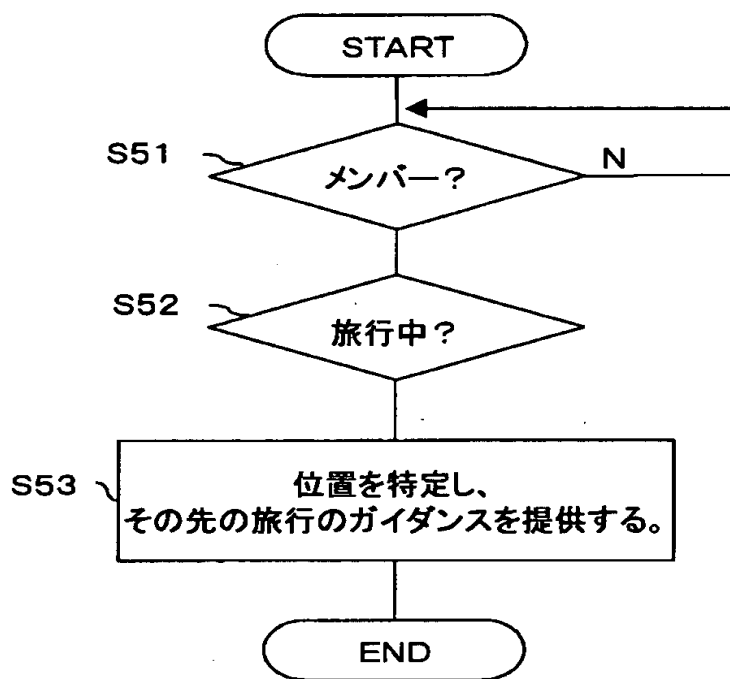 START
S51
メンバー?
N
S52
旅行中?
S53
位置を特定し、
その先の旅行のガイダンスを提供する。
END